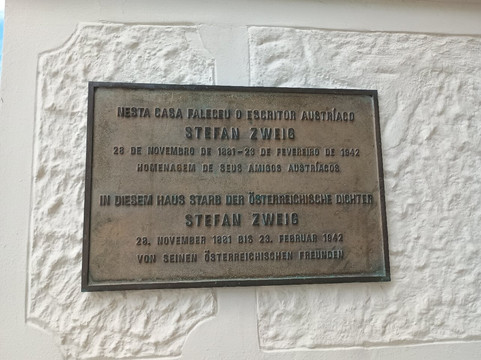 NESTA CASA FALECEU O ESCRITOR AUSTRÍACO
STEFAN ZWEIG
28 DE NOVEMBRO DE 1881-23 DE FEVEREIRO DE 1942
HOMENAGEM DE SEUS AMIGOS AUSTRÍACOS
IN DIESEM HAUS STARB DER ÖSTERREICHISCHE DICHTER
STEFAN ZWEIG
28. NOVEMBER 1881 BIS 23. FEBRUAR 1942
VON SEINEN ÖSTERREICHISCHEN FREUNDEN